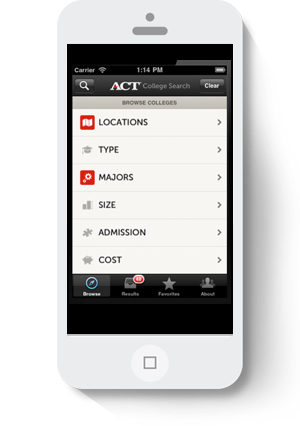 Carrier 1:14 PM
ACT College Search Clear
BROWSE COLLEGES
LOCATIONS
TYPE
MAJORS
SIZE
ADMISSION
COST
Browse Results Favorites About